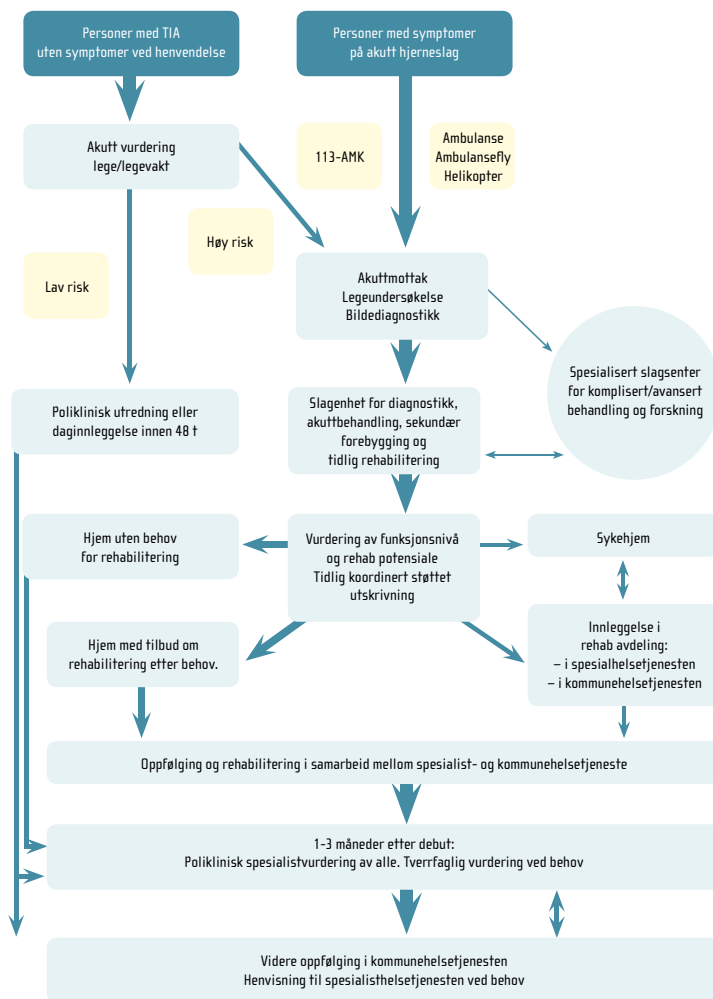 Personer med TIA
uten symptomer ved henvendelse
Personer med symptomer
på akutt hjerneslag
Akutt vurdering
lege/legevakt
113-AMK
Ambulanse
Ambulansefly
Helikopter
Høy risk
Lav risk
Akuttmottak
Legeundersøkelse
Bildediagnostikk
Spesialisert slagsenter
for komplisert/avansert
behandling og forskning
Poliklinisk utredning eller
daginnleggelse innen 48 t
Slagenhet for diagnostikk,
akuttbehandling, sekundær
forebygging og
tidlig rehabilitering
Hjem uten behov
for rehabilitering
Vurdering av funksjonsnivå
og rehab potensiale
Tidlig koordinert støttet
utskrivning
Sykehjem
Hjem med tilbud om
rehabilitering etter behov.
Innleggelse i
rehab avdeling:
– i spesialhelsetjenesten
– i kommunehelsetjenesten
Oppfølging og rehabilitering i samarbeid mellom spesialist- og kommunehelsetjeneste
1-3 måneder etter debut:
Poliklinisk spesialistvurdering av alle. Tverrfaglig vurdering ved behov
Videre oppfølging i kommunehelsetjenesten
Henvisning til spesialisthelsetjenesten ved behov